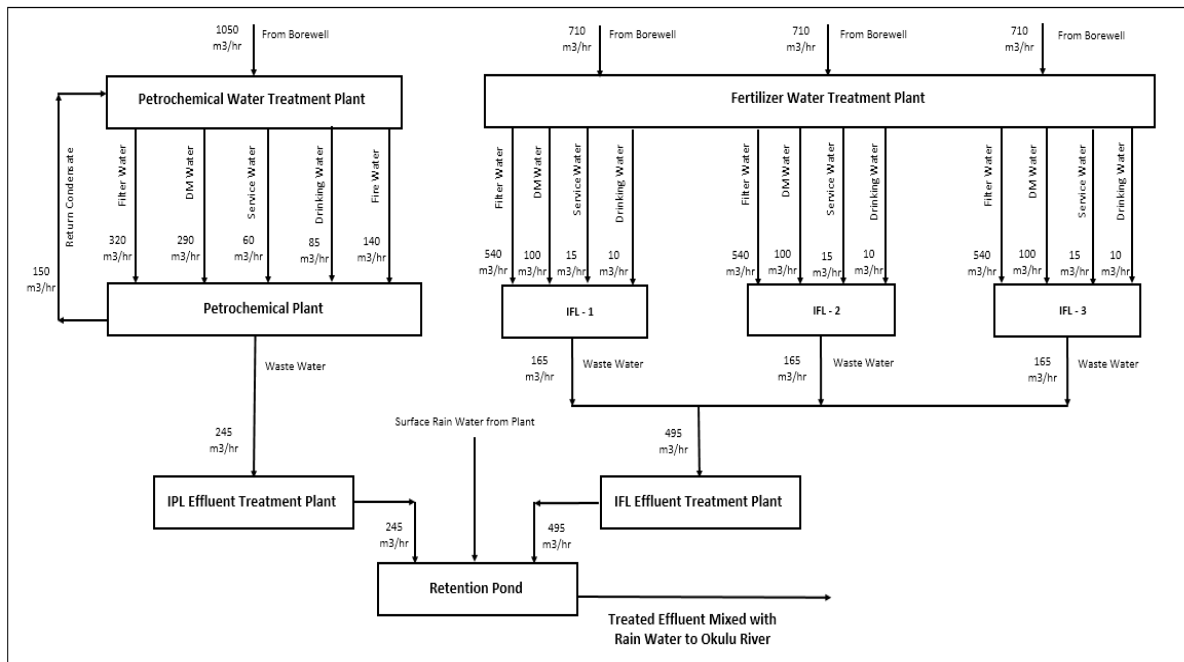 1050
m3/hr
From Borewell
710
m3/hr
From Borewell
710
m3/hr
From Borewell
710
m3/hr
From Borewell
Petrochemical Water Treatment Plant
Fertilizer Water Treatment Plant
Return Condensate
Filter Water
DM Water
Service Water
Drinking Water
Fire Water
Filter Water
DM Water
Service Water
Drinking Water
Filter Water
DM Water
Service Water
Drinking Water
Filter Water
DM Water
Service Water
Drinking Water
320
m3/hr
290
m3/hr
60
m3/hr
85
m3/hr
140
m3/hr
540
m3/hr
100
m3/hr
15
m3/hr
10
m3/hr
540
m3/hr
100
m3/hr
15
m3/hr
10
m3/hr
540
m3/hr
100
m3/hr
15
m3/hr
10
m3/hr
150
m3/hr
Petrochemical Plant
IFL - 1
IFL - 2
IFL - 3
Waste Water
165
m3/hr
Waste Water
165
m3/hr
Waste Water
165
m3/hr
Waste Water
245
m3/hr
Surface Rain Water from Plant
495
m3/hr
IPL Effluent Treatment Plant
IFL Effluent Treatment Plant
245
m3/hr
495
m3/hr
Retention Pond
Treated Effluent Mixed with
Rain Water to Okulu River